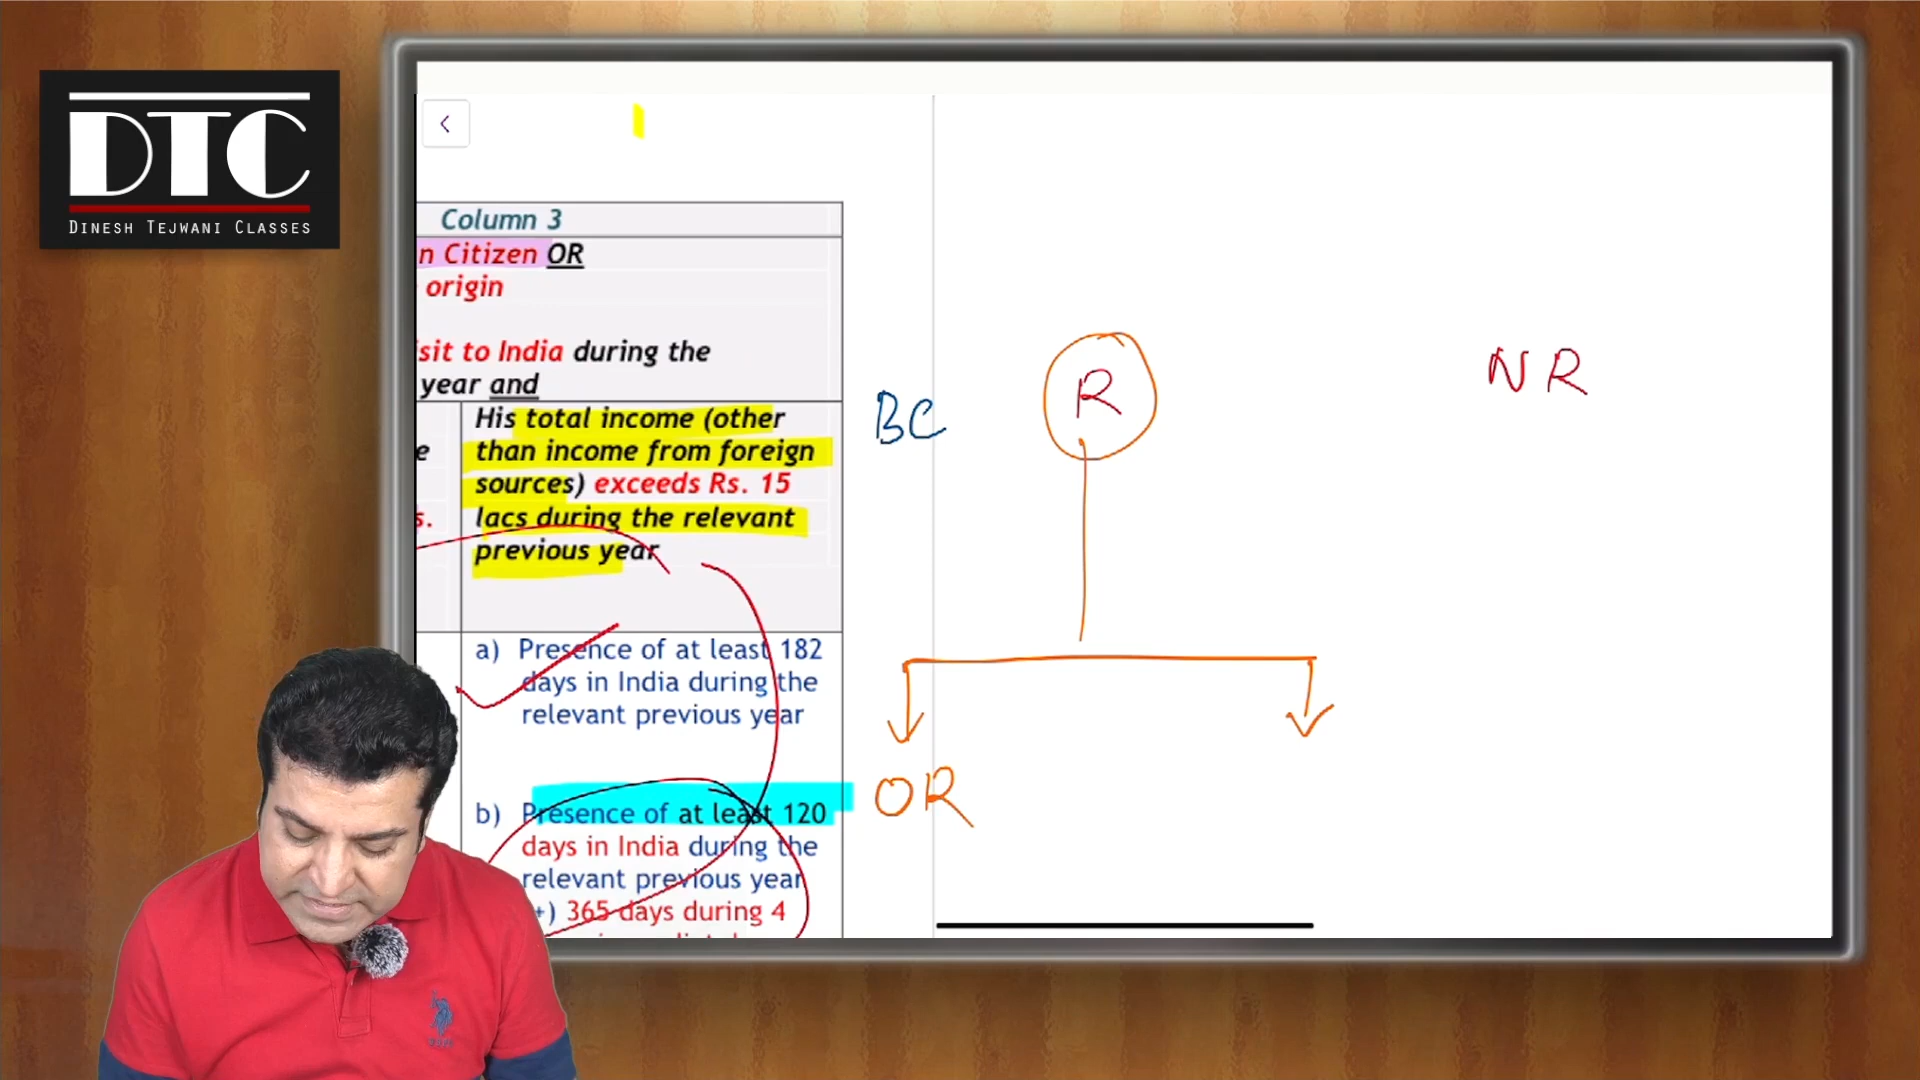 DTC
DINESH TEJWANI CLASSES
Column 3
n Citizen OR
origin
sit to India during the
year and
e
s.
His total income (other
than income from foreign
sources) exceeds Rs. 15
lacs during the relevant
previous year
a) Presence of at least 182
days in India during the
relevant previous year
b) Presence of at least 120
days in India during the
relevant previous year
+) 365 days during 4
BC
R
NR
OR